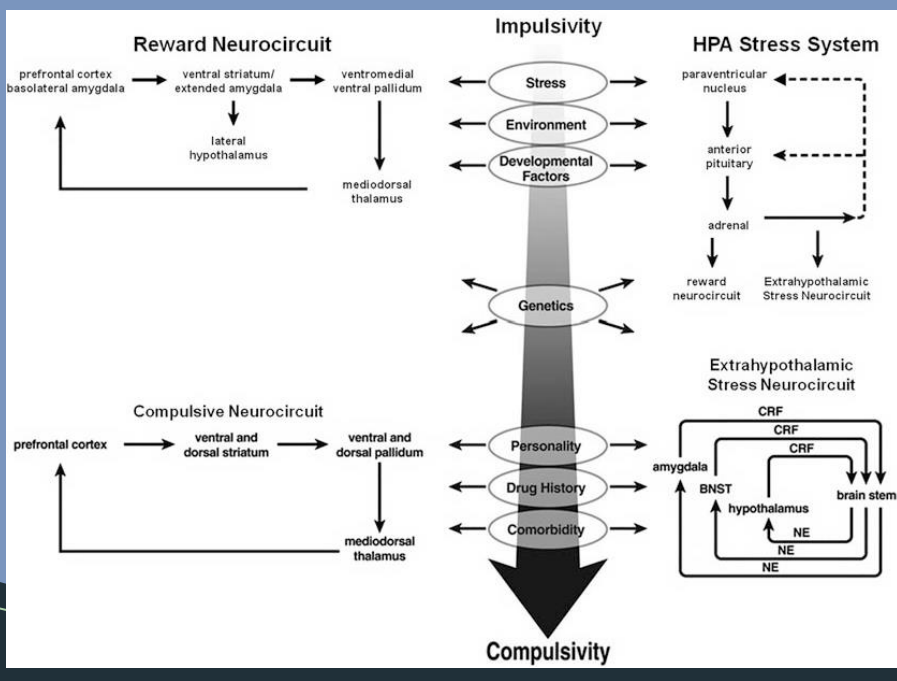 Impulsivity
Reward Neurocircuit
HPA Stress System
prefrontal cortex
basolateral amygdala
ventral striatum/
extended amygdala
ventromedial
ventral pallidum
lateral
hypothalamus
mediodorsal
thalamus
Stress
Environment
Developmental
Factors
paraventricular
nucleus
anterior
pituitary
adrenal
reward
neurocircuit
Extrahypothalamic
Stress Neurocircuit
Genetics
Compulsive Neurocircuit
prefrontal cortex
ventral and
dorsal striatum
ventral and
dorsal pallidum
mediodorsal
thalamus
Personality
Drug History
Comorbidity
Extrahypothalamic
Stress Neurocircuit
CRF
CRF
CRF
amygdala
BNST
hypothalamus
brain stem
NE
NE
NE
Compulsivity